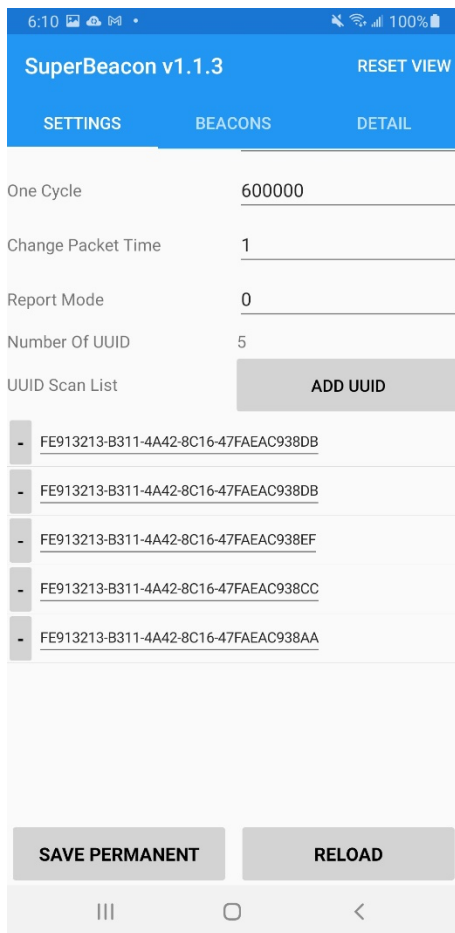 6:10 100%
SuperBeacon v1.1.3 RESET VIEW
SETTINGS BEACONS DETAIL
One Cycle 600000
Change Packet Time 1
Report Mode 0
Number Of UUID 5
UUID Scan List ADD UUID
- FE913213-B311-4A42-8C16-47FAEAC938DB
- FE913213-B311-4A42-8C16-47FAEAC938DB
- FE913213-B311-4A42-8C16-47FAEAC938EF
- FE913213-B311-4A42-8C16-47FAEAC938CC
- FE913213-B311-4A42-8C16-47FAEAC938AA
SAVE PERMANENT RELOAD